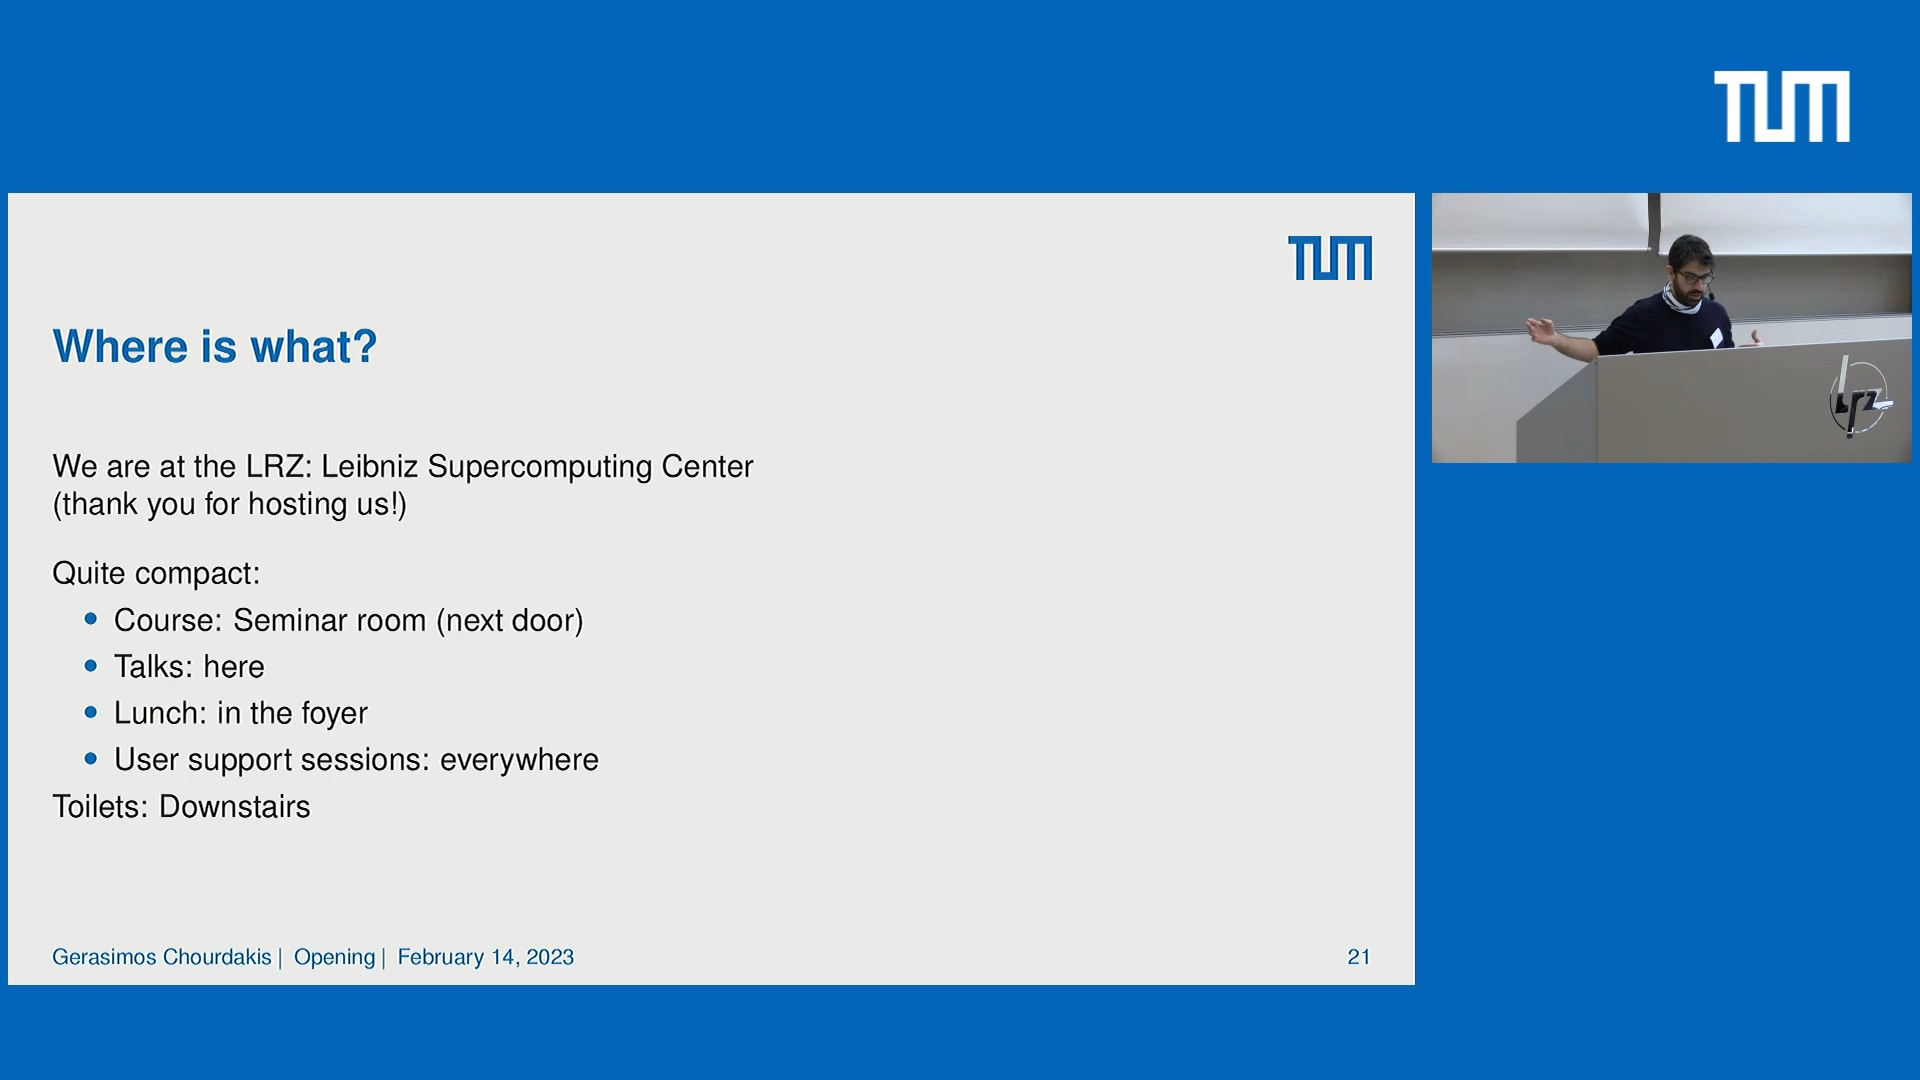 TUM
TUM
Where is what?
We are at the LRZ: Leibniz Supercomputing Center
(thank you for hosting us!)
Quite compact:
• Course: Seminar room (next door)
• Talks: here
• Lunch: in the foyer
• User support sessions: everywhere
Toilets: Downstairs
Gerasimos Chourdakis | Opening | February 14, 2023
21
lrz